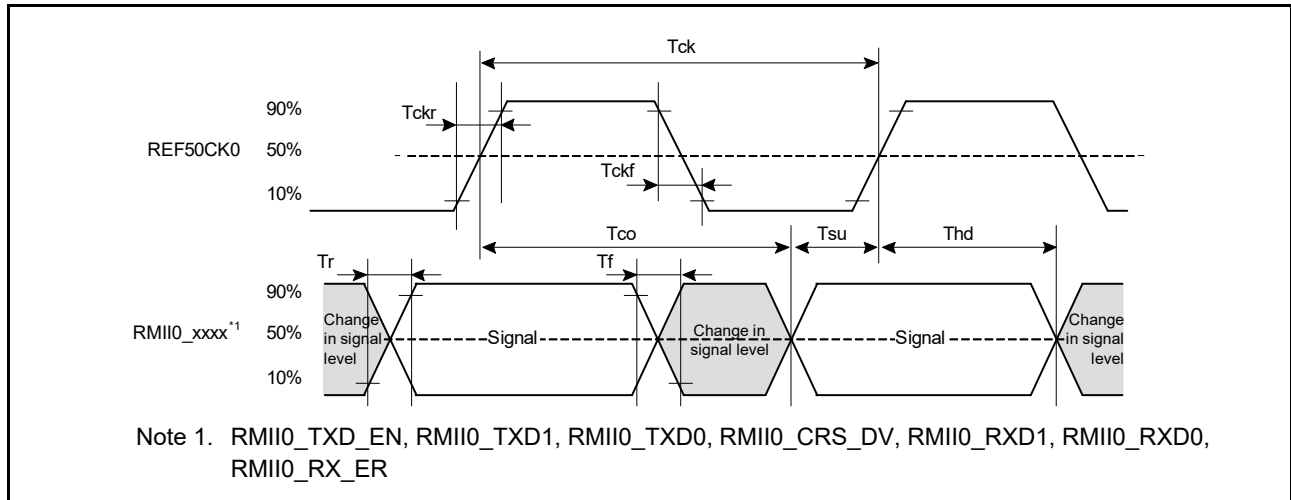 Tck
90%
Tckr
REF50CK0 50%
Tckf
10%
Tco Tsu Thd
Tr Tf
90%
RMII0_xxxx*1 50%
Change in signal level
Signal
Change in signal level
Signal
Change in signal level
10%
Note 1. RMII0_TXD_EN, RMII0_TXD1, RMII0_TXD0, RMII0_CRS_DV, RMII0_RXD1, RMII0_RXD0,
RMII0_RX_ER